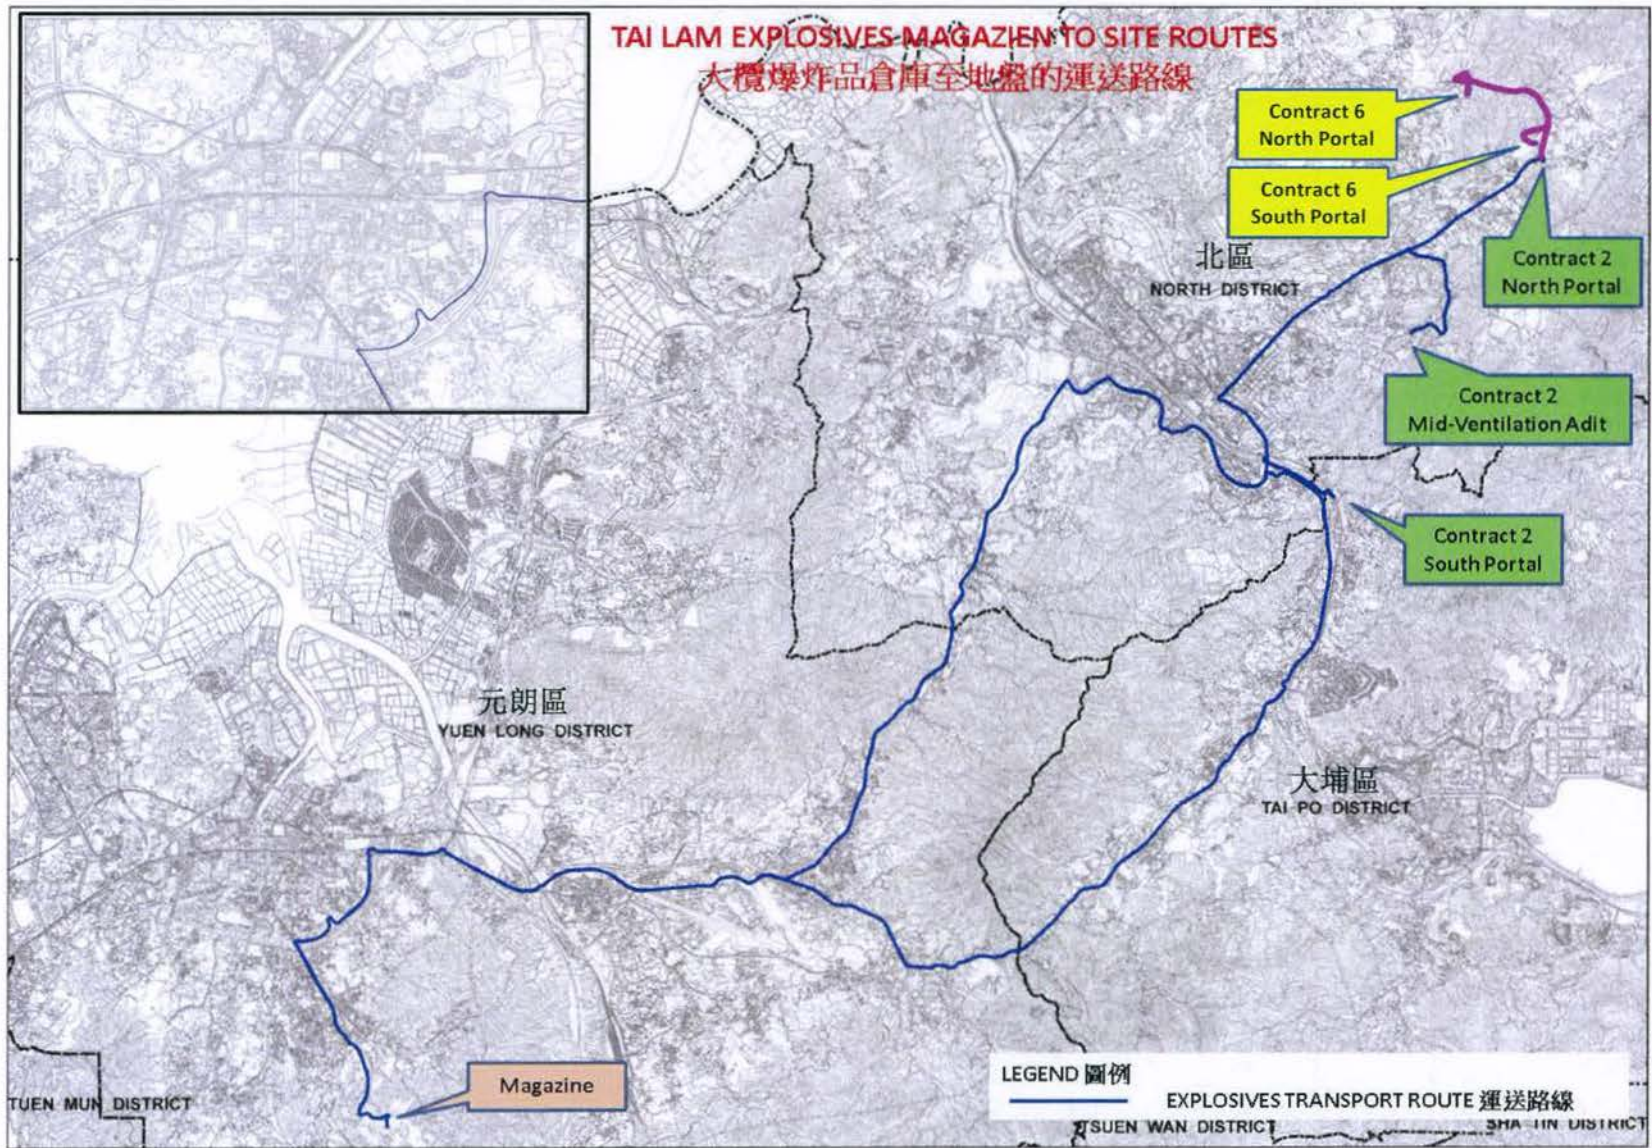 TAI LAM EXPLOSIVES MAGAZIEN TO SITE ROUTES
大欖爆炸品倉庫至地盤的運送路線
Contract 6
North Portal
Contract 6
South Portal
北區
NORTH DISTRICT
Contract 2
North Portal
Contract 2
Mid-Ventilation Adit
Contract 2
South Portal
元朗區
YUEN LONG DISTRICT
大埔區
TAI PO DISTRICT
Magazine
LEGEND 圖例
EXPLOSIVES TRANSPORT ROUTE 運送路線
TUEN MUN DISTRICT
TSUEN WAN DISTRICT
SHA TIN DISTRICT